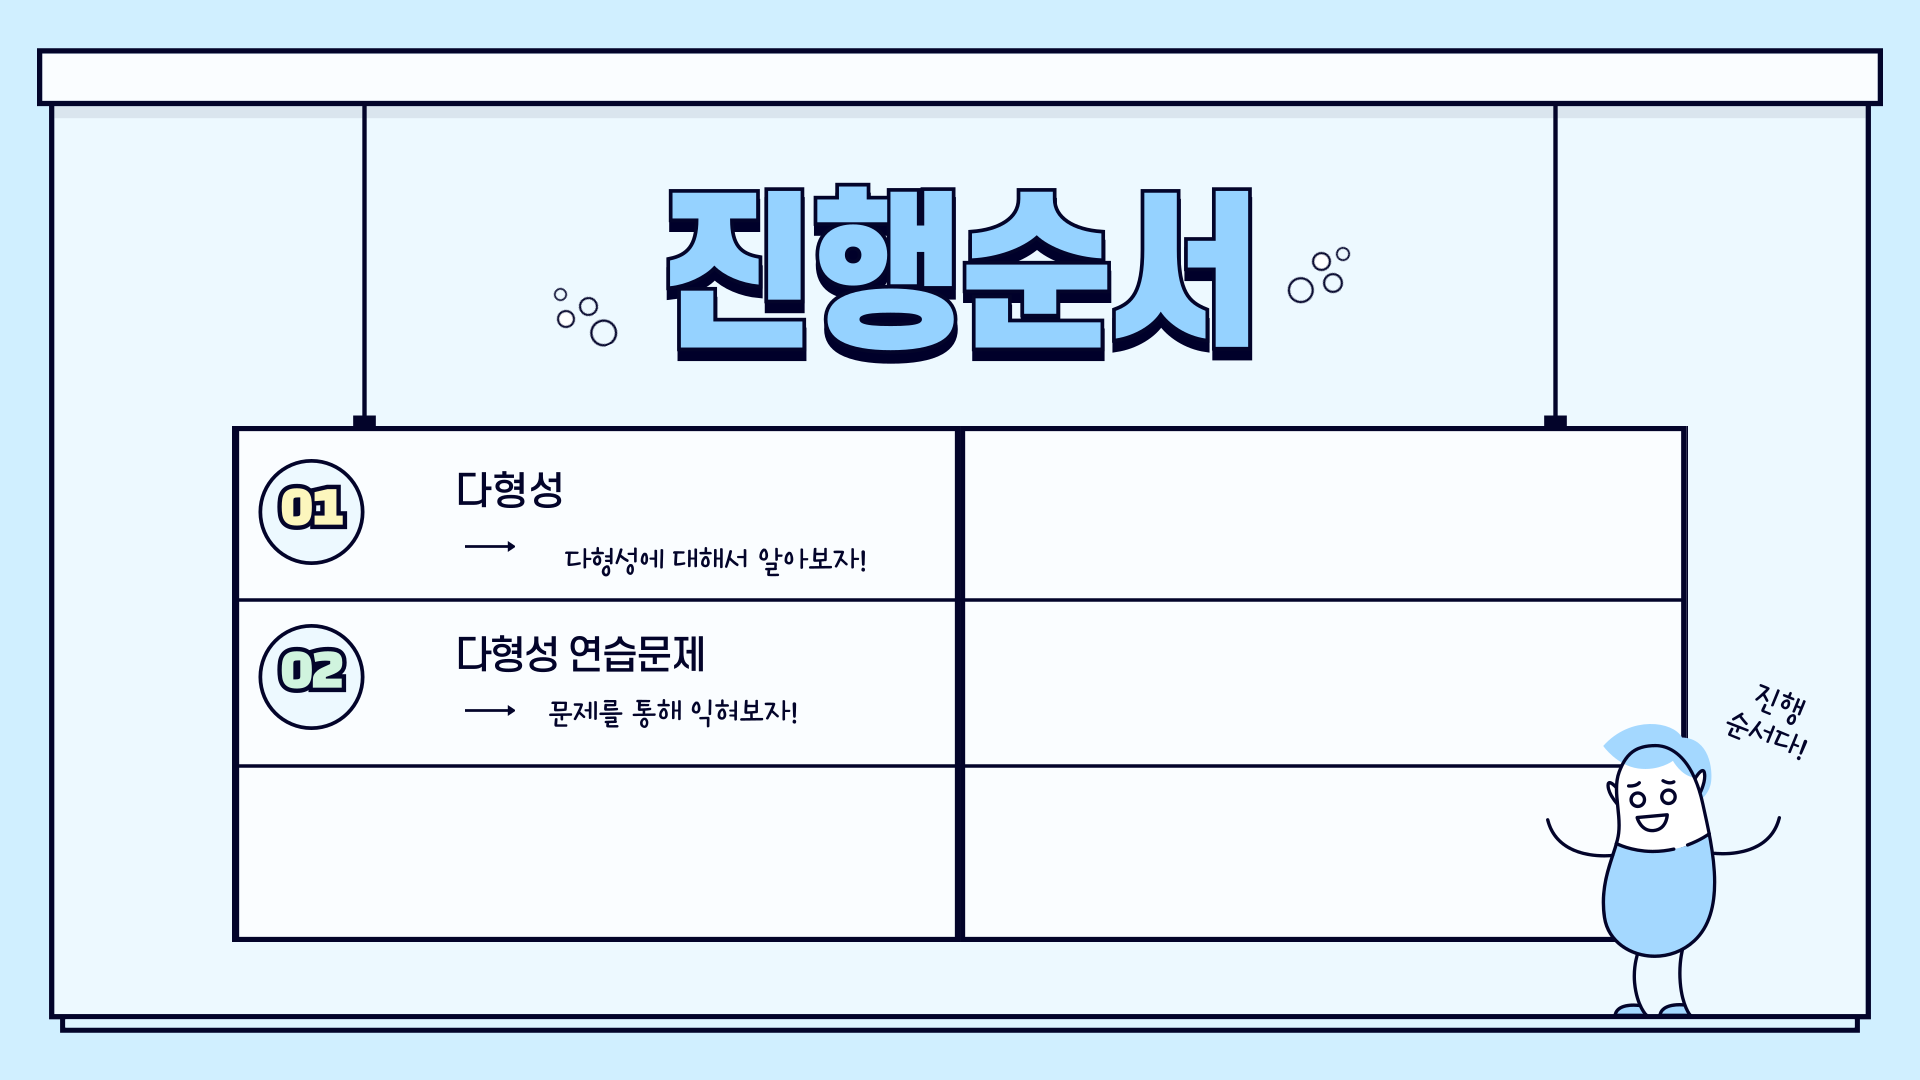 진행순서
01
다형성
다형성에 대해서 알아보자!
02
다형성 연습문제
문제를 통해 익혀보자!
진행
순서다!